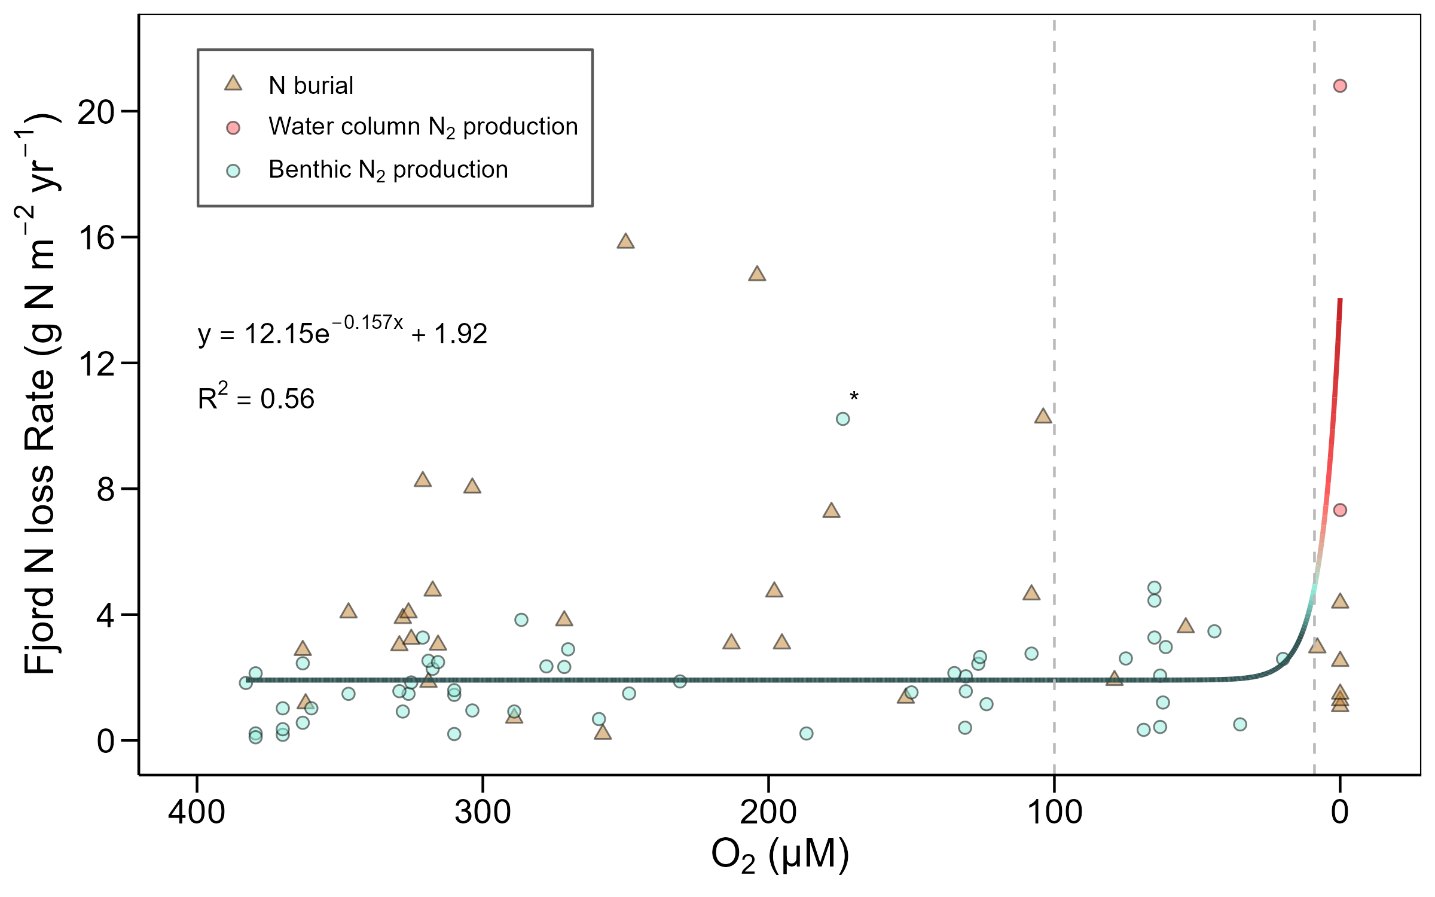 N burial
Water column N₂ production
Benthic N₂ production
y = 12.15e⁻⁰·¹⁵⁷ˣ + 1.92
R² = 0.56
*
Fjord N loss Rate (g N m⁻² yr⁻¹)
20
16
12
8
4
0
400 300 200 100 0
O₂ (µM)